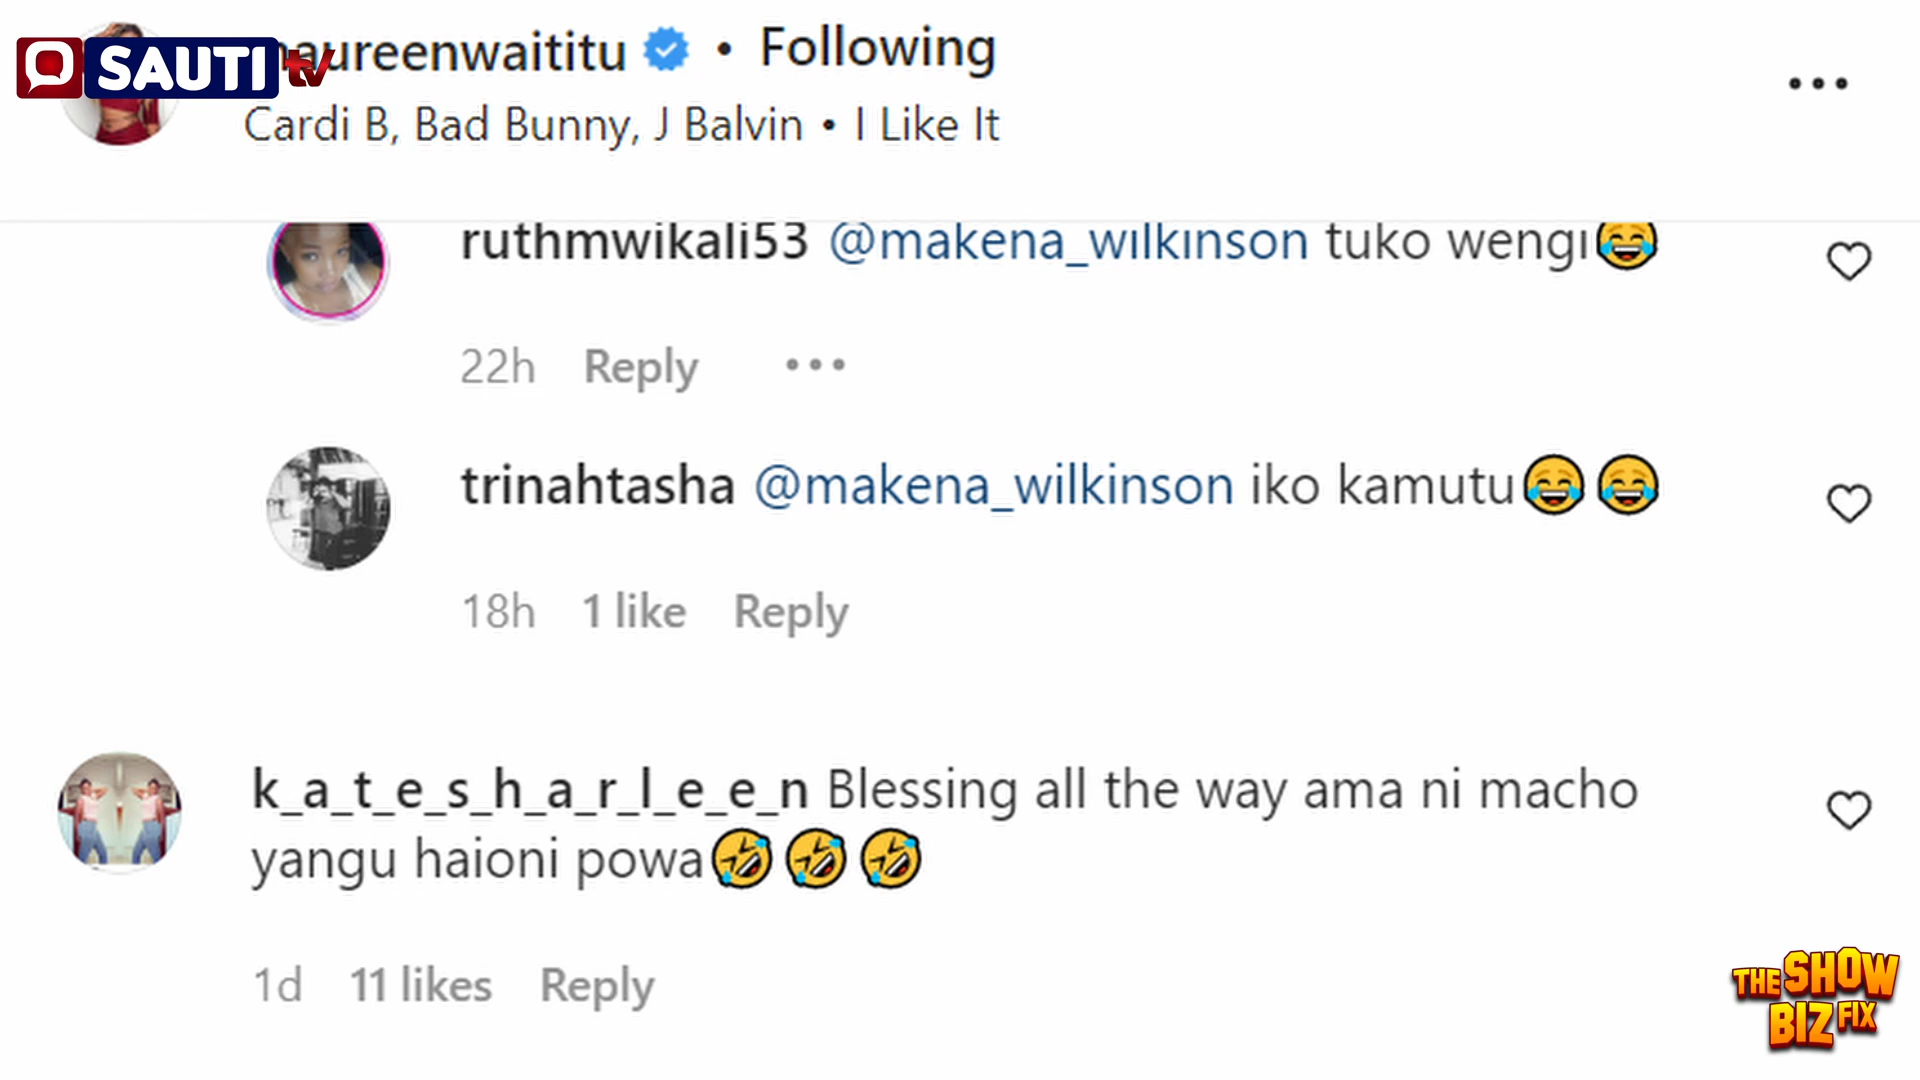 SAUTI tv
aureenwaititu • Following
Cardi B, Bad Bunny, J Balvin • I Like It
ruthmwikali53 @makena_wilkinson tuko wengi😂
22h Reply •••
trinahtasha @makena_wilkinson iko kamutu😂😂
18h 1 like Reply
k_a_t_e_s_h_a_r_l_e_e_n Blessing all the way ama ni macho
yangu haioni powa🤣🤣🤣
1d 11 likes Reply
THE SHOW
BIZ FIX